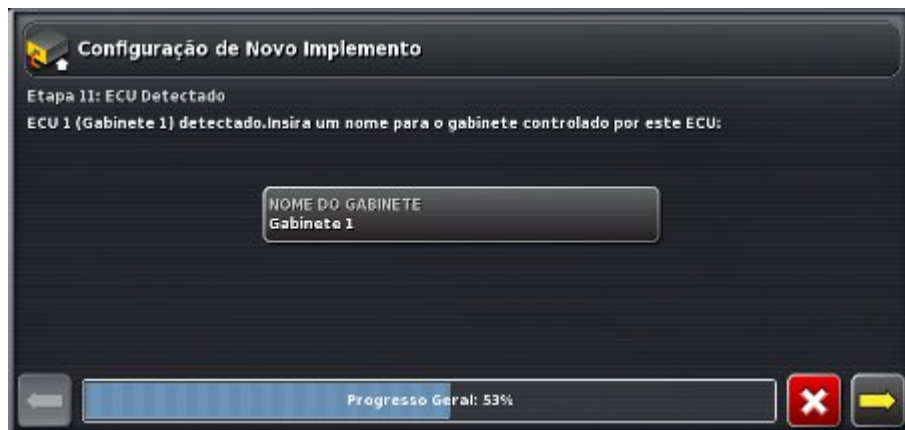 Configuração de Novo Implemento
Etapa 11: ECU Detectado
ECU 1 (Gabinete 1) detectado.Insira um nome para o gabinete controlado por este ECU:
NOME DO GABINETE
Gabinete 1
Progresso Geral: 53%